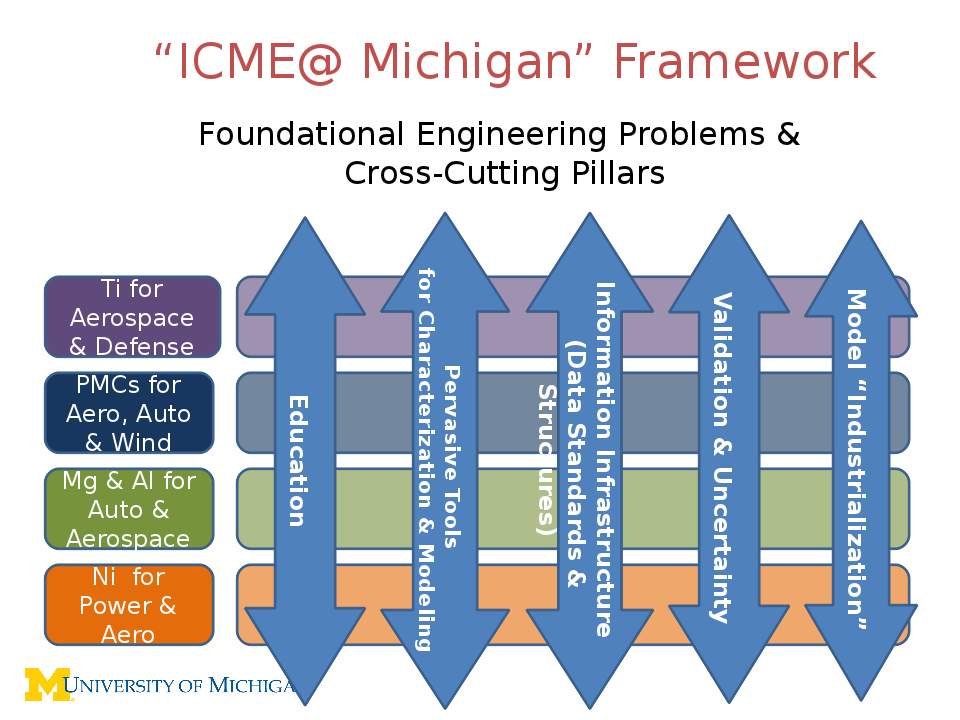 “ICME@ Michigan” Framework
Foundational Engineering Problems &
Cross-Cutting Pillars
Ti for
Aerospace
& Defense
PMCs for
Aero, Auto
& Wind
Mg & Al for
Auto &
Aerospace
Ni for
Power &
Aero
Education
Pervasive Tools
for Characterization & Modeling
Information Infrastructure
(Data Standards &
Structures)
Validation & Uncertainty
Model “Industrialization”
M UNIVERSITY OF MICHIGA